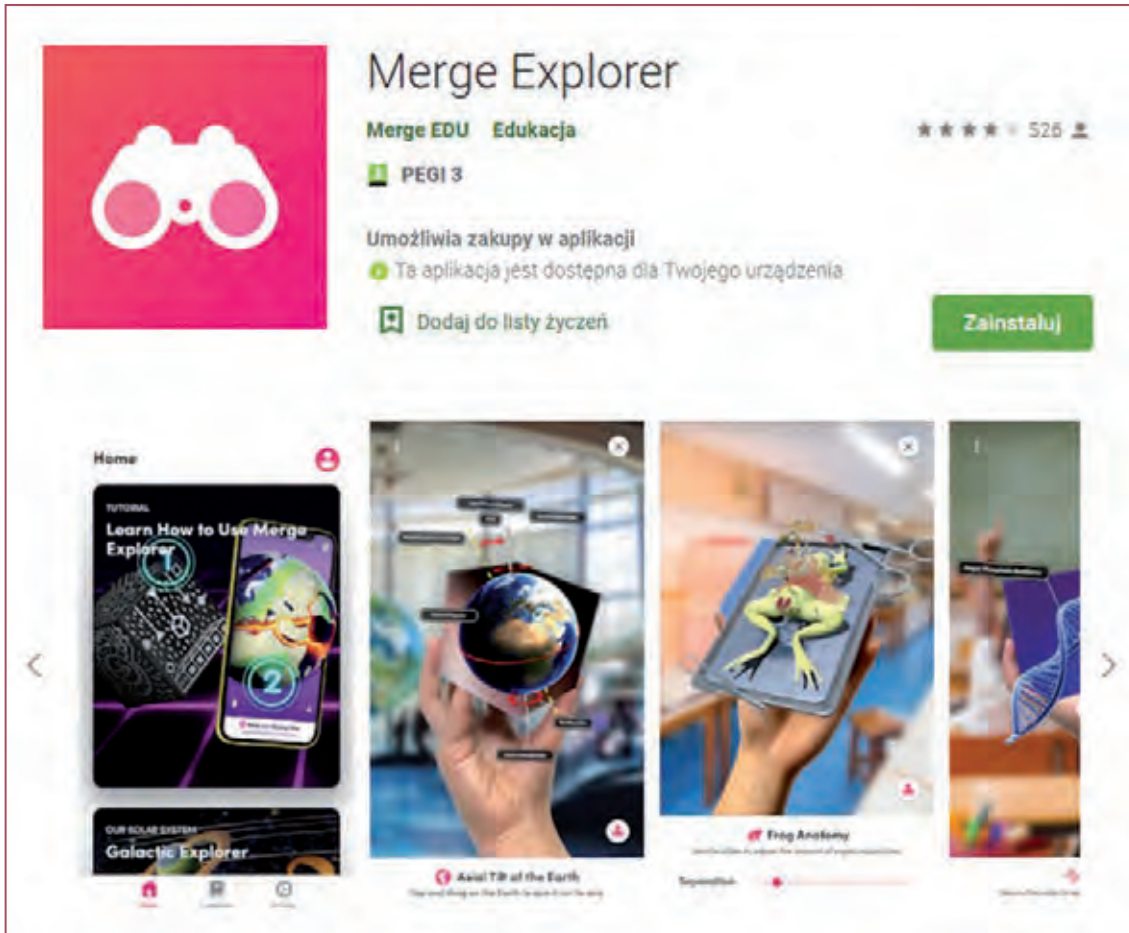 Merge Explorer
Merge EDU Edukacja
526
PEGI 3
Umożliwia zakupy w aplikacji
Ta aplikacja jest dostępna dla Twojego urządzenia
Dodaj do listy życzeń
Zainstaluj
Home
TUTORIAL
Learn How to Use Merge
Explorer
1
2
OUR SOLAR SYSTEM
Galactic Explorer
Axial Tilt of the Earth
Frog Anatomy
Separation